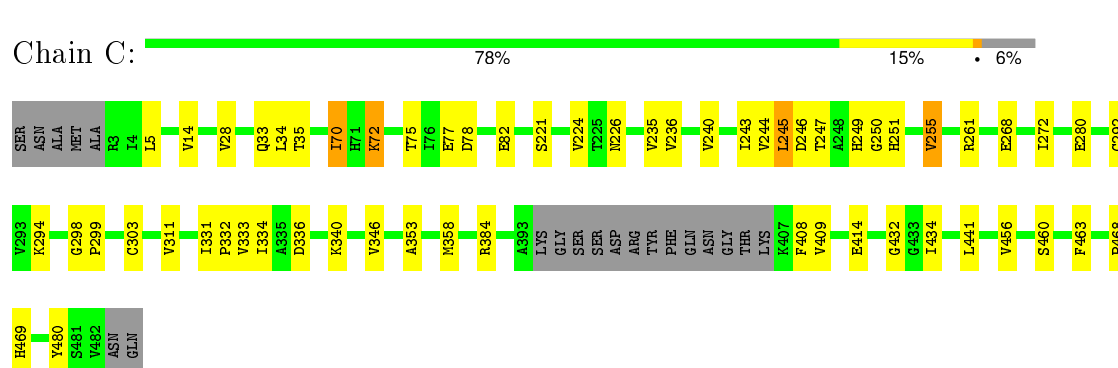 Chain C:
78% 15% • 6%
SER ASN ALA MET ALA R3 I4 L5 V14 V28 Q33 L34 T35 I70 H71 K72 T75 I76 E77 D78 E82 S221 V224 T225 N226 V235 V236 V240 I243 V244 L245 D246 T247 A248 H249 G250 H251 V255 R261 E268 I272 E280
V293 K294 G298 P299 C303 V311 I331 P332 V333 I334 A335 D336 K340 V346 A353 M358 R384 A393 LYS GLY SER SER ASP ARG TYR PHE GLN ASN GLY THR LYS K407 F408 V409 E414 G432 G433 I434 L441 V456 S460 F463
H469 Y480 S481 V482 ASN GLN